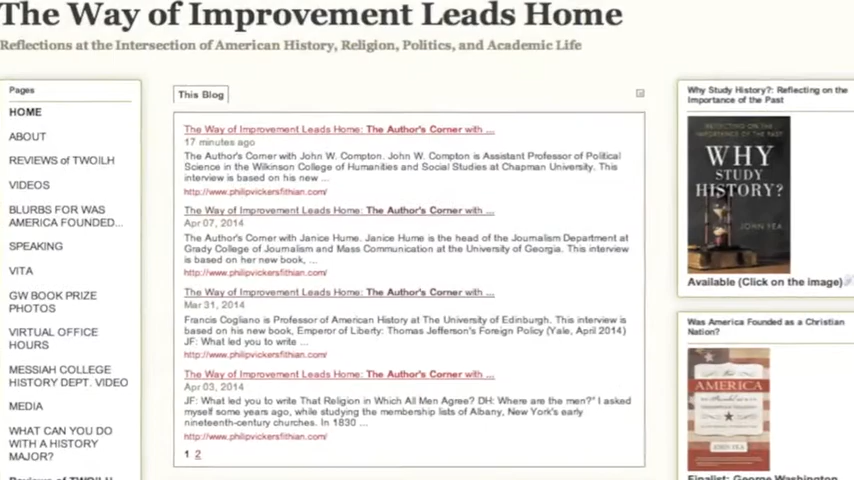 The Way of Improvement Leads Home
Reflections at the Intersection of American History, Religion, Politics, and Academic Life
Pages
HOME
ABOUT
REVIEWS of TWOILH
VIDEOS
BLURBS FOR WAS
AMERICA FOUNDED...
SPEAKING
VITA
GW BOOK PRIZE
PHOTOS
VIRTUAL OFFICE
HOURS
MESSIAH COLLEGE
HISTORY DEPT. VIDEO
MEDIA
WHAT CAN YOU DO
WITH A HISTORY
MAJOR?
Reviews of TWOILH
This Blog
The Way of Improvement Leads Home: The Author's Corner with ...
17 minutes ago
The Author's Corner with John W. Compton. John W. Compton is Assistant Professor of Political
Science in the Wilkinson College of Humanities and Social Studies at Chapman University. This
interview is based on his new ...
http://www.philipvickersfithian.com/
The Way of Improvement Leads Home: The Author's Corner with ...
Apr 07, 2014
The Author's Corner with Janice Hume. Janice Hume is the head of the Journalism Department at
Grady College of Journalism and Mass Communication at the University of Georgia. This interview
is based on her new book, ...
http://www.philipvickersfithian.com/
The Way of Improvement Leads Home: The Author's Corner with ...
Mar 31, 2014
Francis Cogliano is Professor of American History at The University of Edinburgh. This interview is
based on his new book, Emperor of Liberty: Thomas Jefferson's Foreign Policy (Yale, April 2014)
JF: What led you to write ...
http://www.philipvickersfithian.com/
The Way of Improvement Leads Home: The Author's Corner with ...
Apr 03, 2014
JF: What led you to write That Religion in Which All Men Agree? DH: Where are the men?" I asked
myself some years ago, while studying the membership lists of Albany, New York's early
nineteenth-century churches. In 1830 ...
http://www.philipvickersfithian.com/
1 2
Why Study History?: Reflecting on the
Importance of the Past
REFLECTING ON THE
IMPORTANCE OF THE PAST
WHY
STUDY
HISTORY?
JOHN FEA
Available (Click on the image)
Was America Founded as a Christian
Nation?
AMERICA
JOHN FEA
Finalist: George Washington